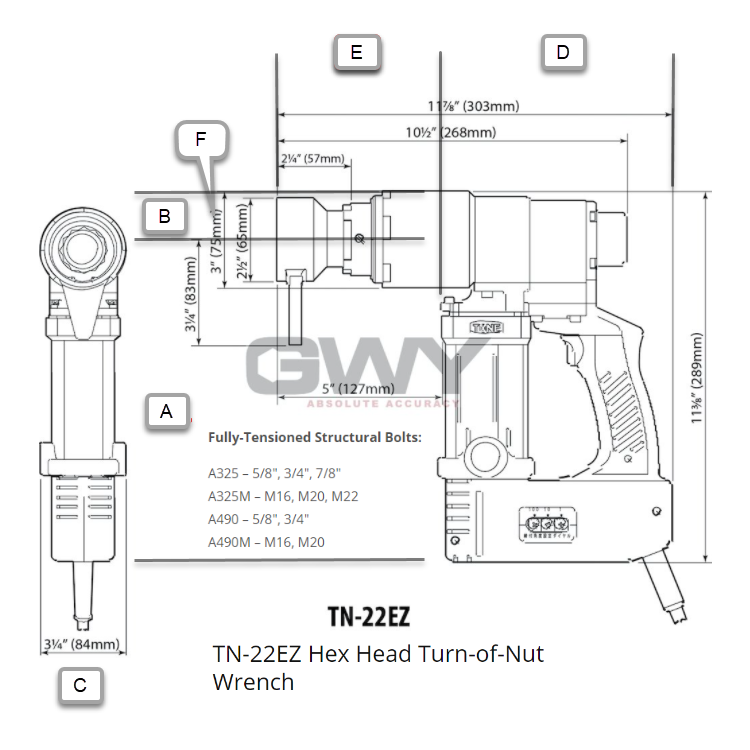 E
D
11⅞" (303mm)
10½" (268mm)
F
2¼" (57mm)
B
3" (75mm)
2½" (65mm)
3¼" (83mm)
TONE
GWY
ABSOLUTE ACCURACY
5" (127mm)
11⅜" (289mm)
A
Fully-Tensioned Structural Bolts:
A325 – 5/8", 3/4", 7/8"
A325M – M16, M20, M22
A490 – 5/8", 3/4"
A490M – M16, M20
100 10 1
TN-22EZ
3¼" (84mm)
TN-22EZ Hex Head Turn-of-Nut
Wrench
C